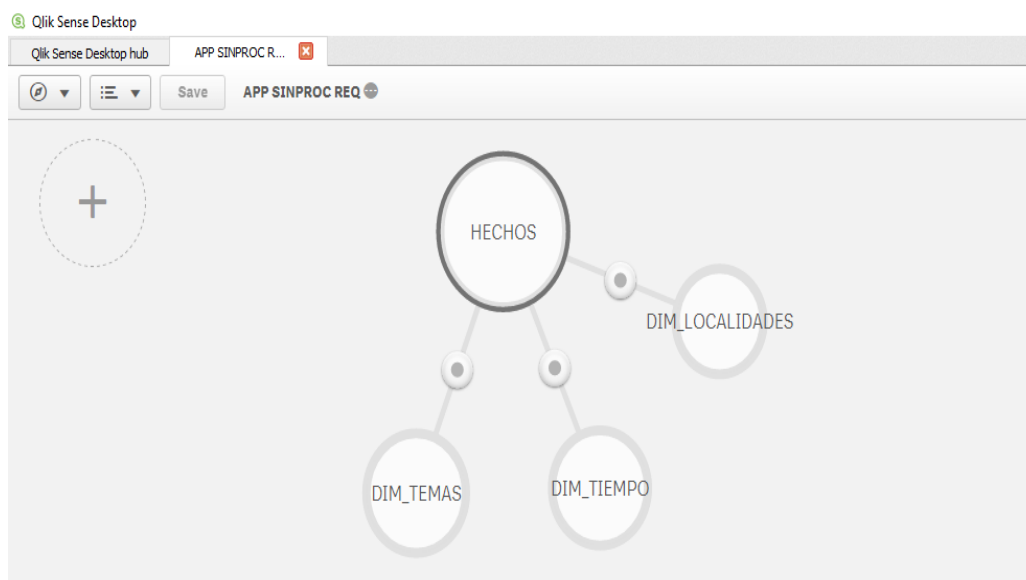 Qlik Sense Desktop
Qlik Sense Desktop hub APP SINPROC R...
Save APP SINPROC REQ
HECHOS
DIM_LOCALIDADES
DIM_TEMAS
DIM_TIEMPO